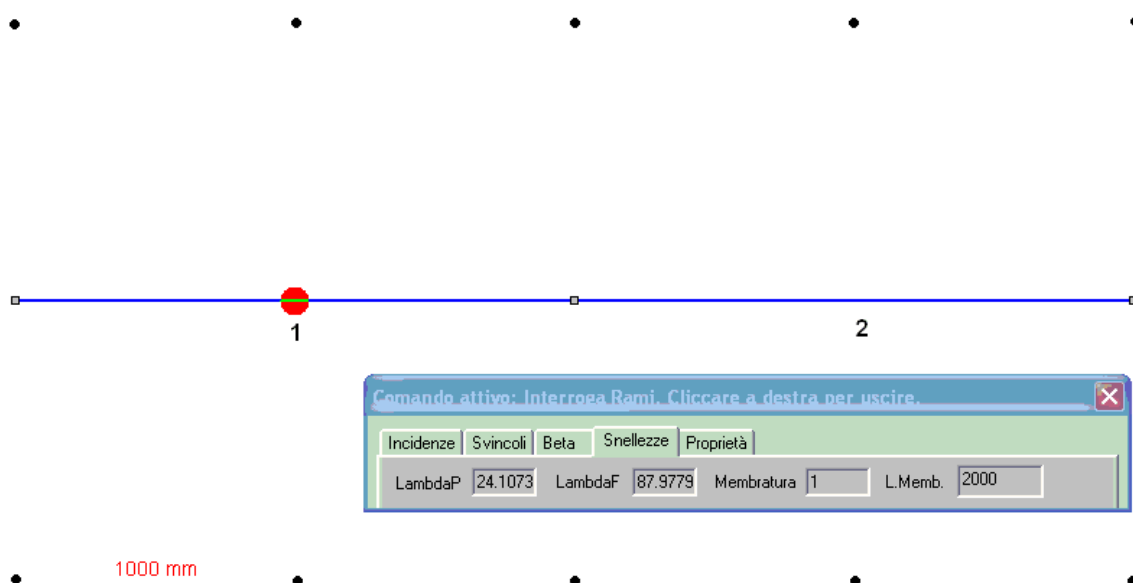 1
2
Comando attivo: Interroga Rami. Cliccare a destra per uscire.
Incidenze Svincoli Beta Snellezze Proprietà
LambdaP 24.1073 LambdaF 87.9779 Membratura 1 L.Memb. 2000
1000 mm